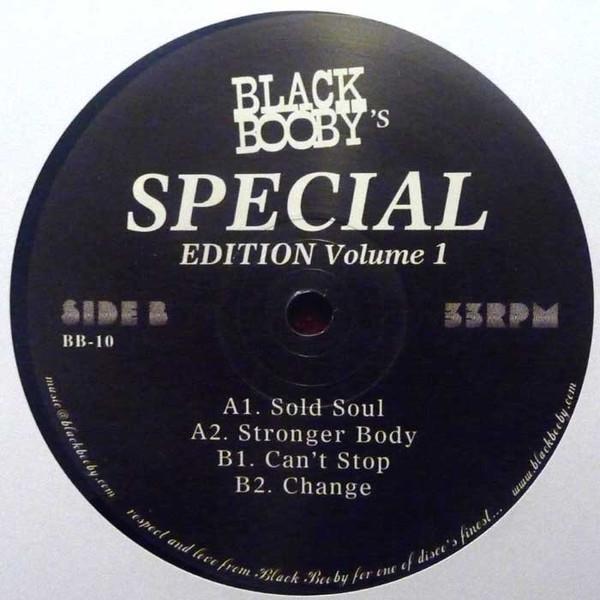 BLACK
BOOBY's
SPECIAL
EDITION Volume 1
SIDE B
33RPM
BB-10
A1. Sold Soul
A2. Stronger Body
B1. Can't Stop
B2. Change
music@blackbooby.com
respect and love from Black Booby for one of disco's finest...
www.blackbooby.com